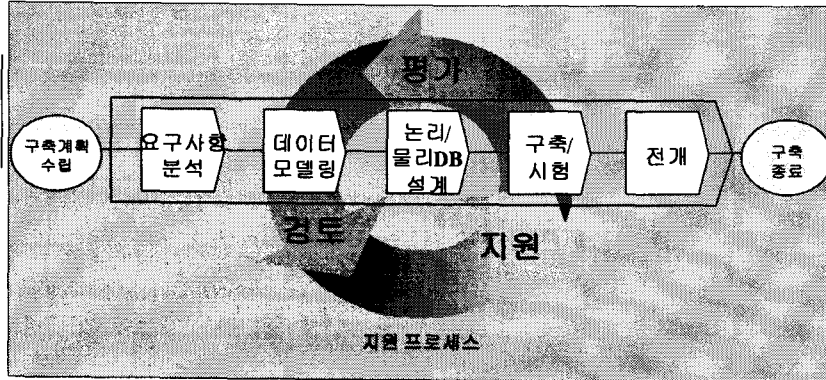 평가
구축계획
수립
요구사항
분석
데이터
모델링
논리/
물리DB
설계
구축/
시험
전개
구축
종료
검토
지원
지원 프로세스